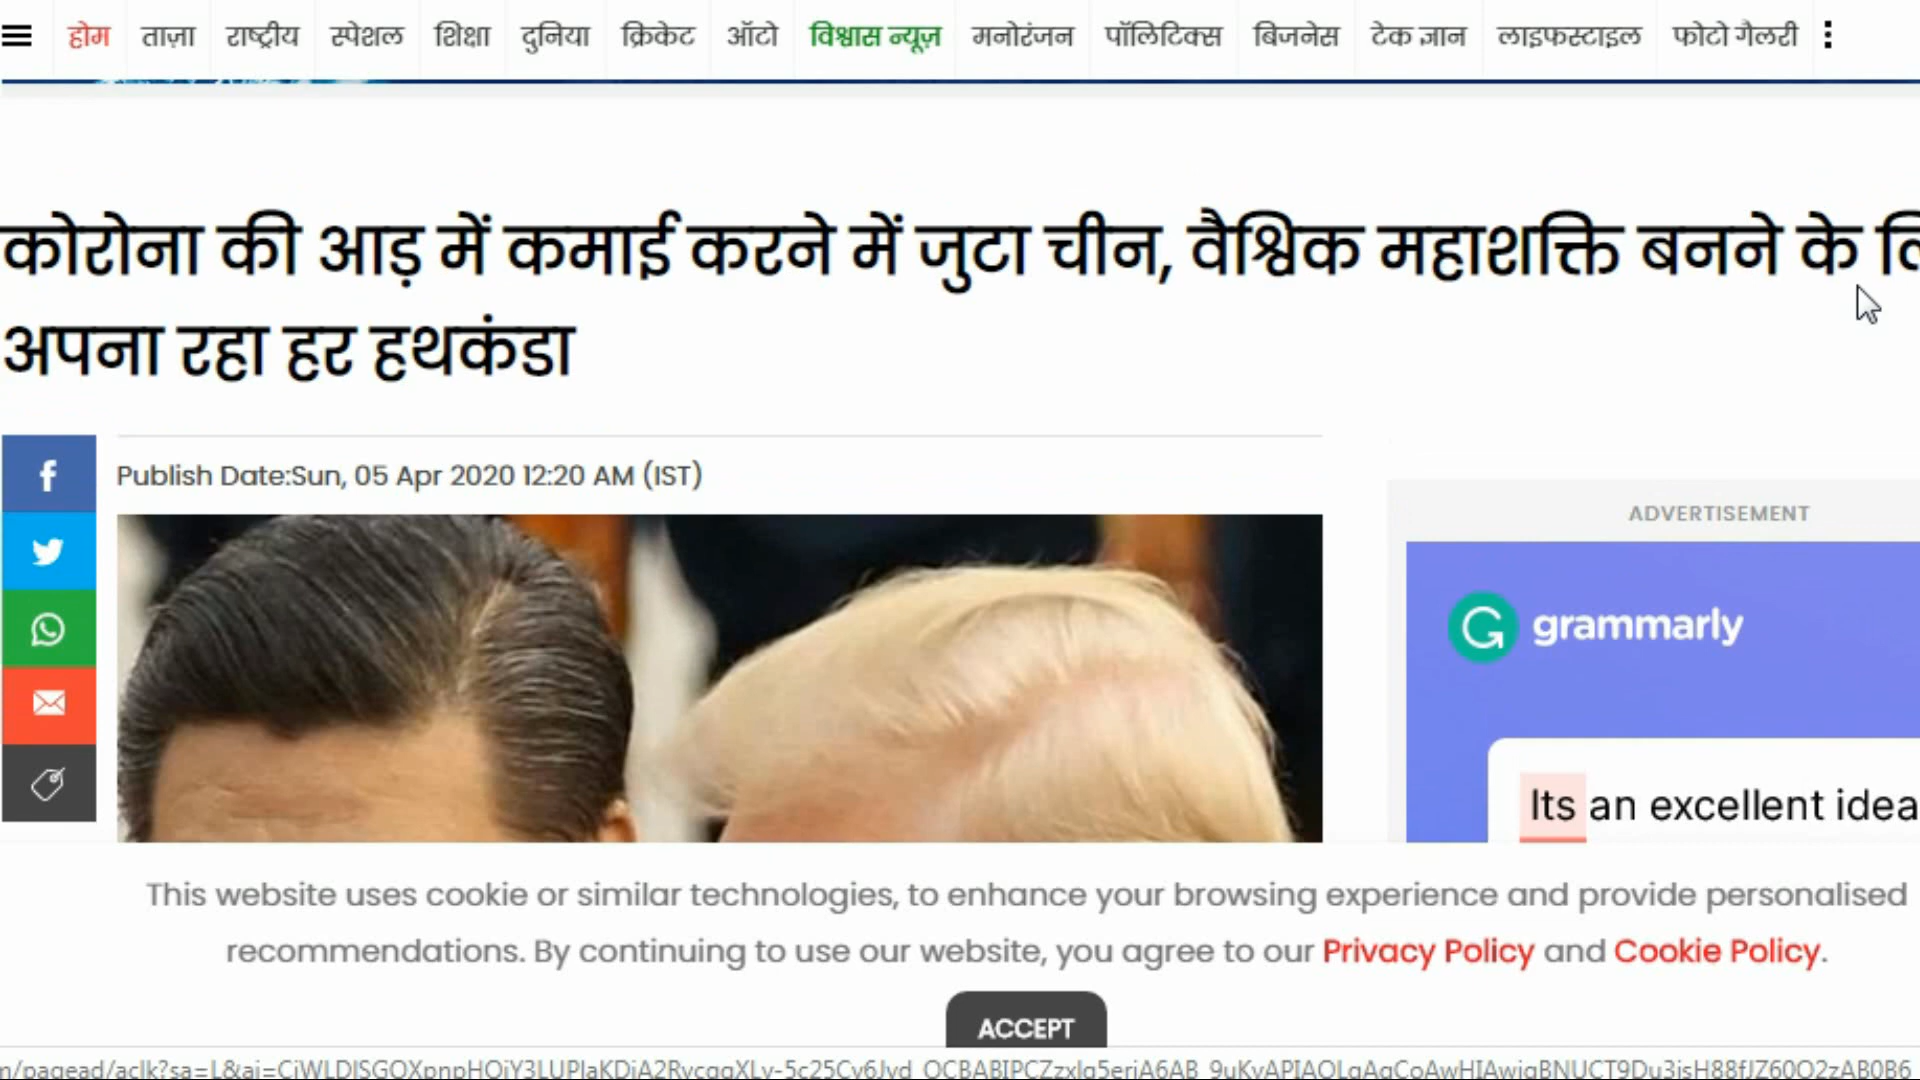 होम ताज़ा राष्ट्रीय स्पेशल शिक्षा दुनिया क्रिकेट ऑटो विश्वास न्यूज़ मनोरंजन पॉलिटिक्स बिजनेस टेक ज्ञान लाइफस्टाइल फोटो गैलरी
कोरोना की आड़ में कमाई करने में जुटा चीन, वैश्विक महाशक्ति बनने के
अपना रहा हर हथकंडा
Publish Date:Sun, 05 Apr 2020 12:20 AM (IST)
ADVERTISEMENT
grammarly
Its an excellent idea
This website uses cookie or similar technologies, to enhance your browsing experience and provide personalised
recommendations. By continuing to use our website, you agree to our Privacy Policy and Cookie Policy.
ACCEPT